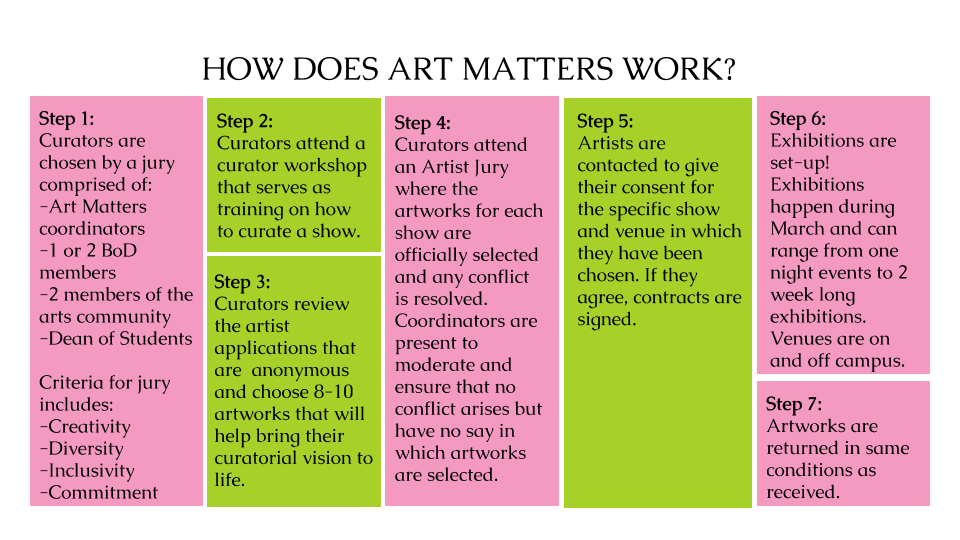 HOW DOES ART MATTERS WORK?
Step 1:
Curators are
chosen by a jury
comprised of:
-Art Matters
coordinators
-1 or 2 BoD
members
-2 members of the
arts community
-Dean of Students
Criteria for jury
includes:
-Creativity
-Diversity
-Inclusivity
-Commitment
Step 2:
Curators attend a
curator workshop
that serves as
training on how
to curate a show.
Step 3:
Curators review
the artist
applications that
are  anonymous
and choose 8-10
artworks that will
help bring their
curatorial vision to
life.
Step 4:
Curators attend
an Artist Jury
where the
artworks for each
show are
officially selected
and any conflict
is resolved.
Coordinators are
present to
moderate and
ensure that no
conflict arises but
have no say in
which artworks
are selected.
Step 5:
Artists are
contacted to give
their consent for
the specific show
and venue in which
they have been
chosen. If they
agree, contracts are
signed.
Step 6:
Exhibitions are
set-up!
Exhibitions
happen during
March and can
range from one
night events to 2
week long
exhibitions.
Venues are on
and off campus.
Step 7:
Artworks are
returned in same
conditions as
received.